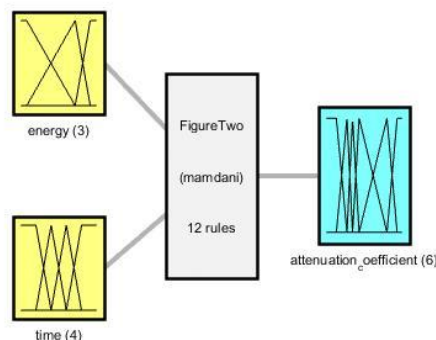 energy (3)
FigureTwo
(mamdani)
12 rules
time (4)
attenuation_coefficient (6)